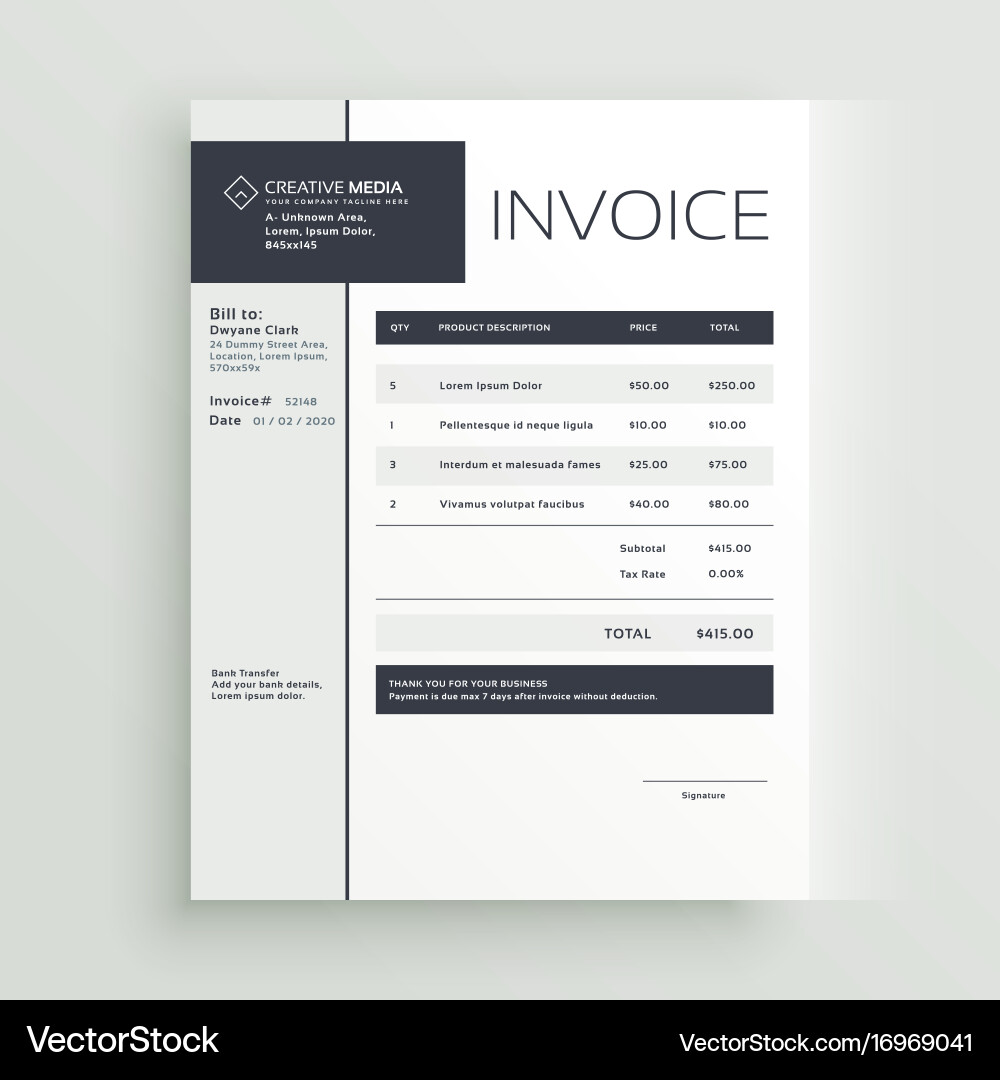 CREATIVE MEDIA
YOUR COMPANY TAGLINE HERE
A- Unknown Area,
Lorem, Ipsum Dolor,
845xx145
INVOICE
Bill to:
Dwyane Clark
24 Dummy Street Area,
Location, Lorem Ipsum,
570xx59x
Invoice# 52148
Date 01 / 02 / 2020
QTY PRODUCT DESCRIPTION PRICE TOTAL
5 Lorem Ipsum Dolor $50.00 $250.00
1 Pellentesque id neque ligula $10.00 $10.00
3 Interdum et malesuada fames $25.00 $75.00
2 Vivamus volutpat faucibus $40.00 $80.00
Subtotal $415.00
Tax Rate 0.00%
TOTAL $415.00
Bank Transfer
Add your bank details,
Lorem ipsum dolor.
THANK YOU FOR YOUR BUSINESS
Payment is due max 7 days after invoice without deduction.
Signature
VectorStock
VectorStock.com/16969041